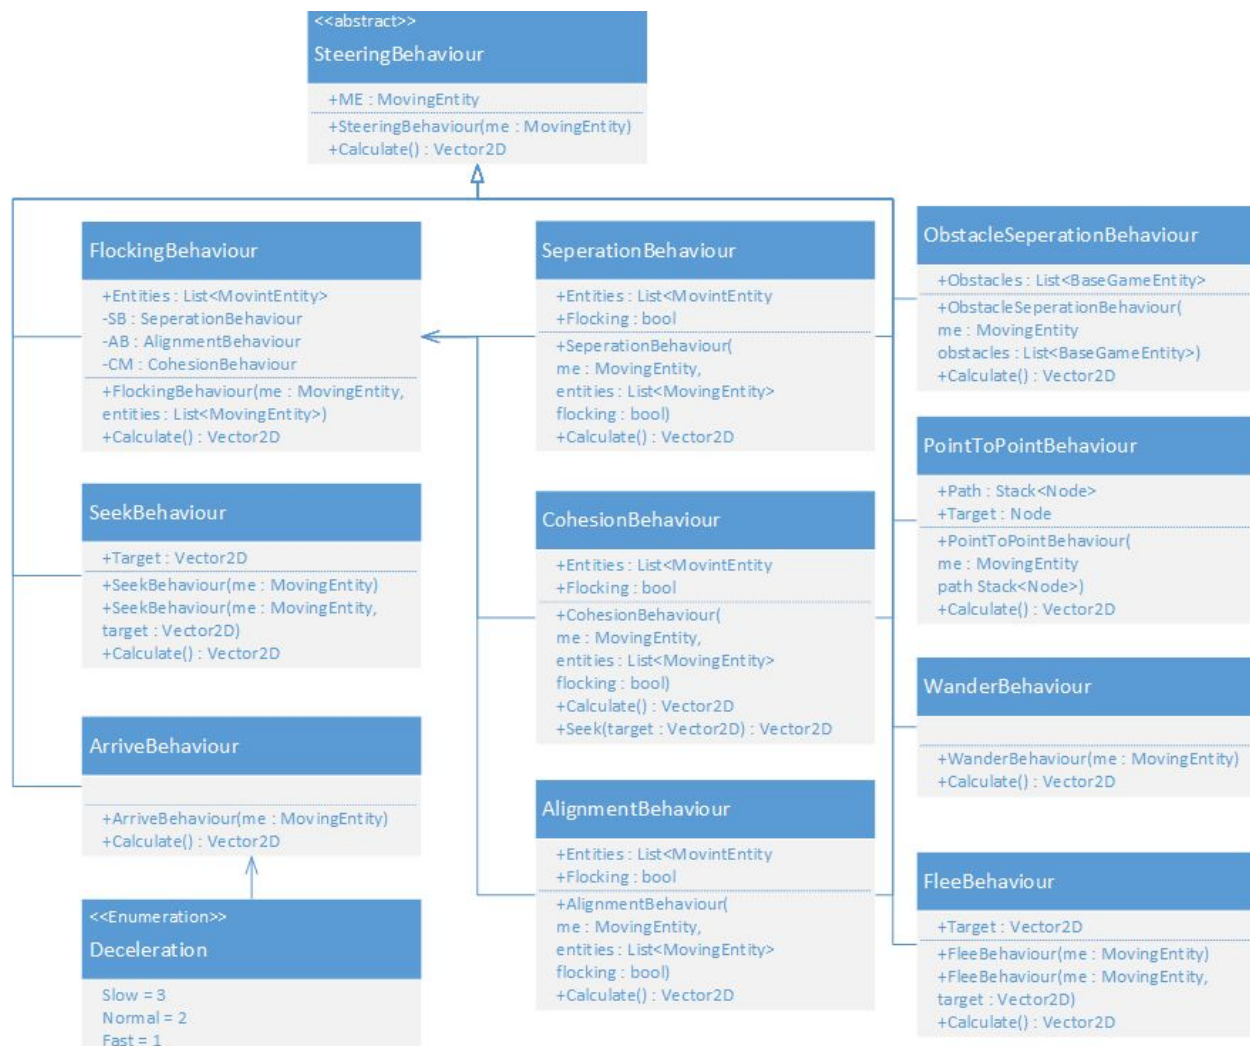 <<abstract>>
SteeringBehaviour
+ME : MovingEntity
+SteeringBehaviour(me : MovingEntity)
+Calculate() : Vector2D
FlockingBehaviour
+Entities : List<MovintEntity>
-SB : SeperationBehaviour
-AB : AlignmentBehaviour
-CM : CohesionBehaviour
+FlockingBehaviour(me : MovingEntity,
entities : List<MovingEntity>)
+Calculate() : Vector2D
SeekBehaviour
+Target : Vector2D
+SeekBehaviour(me : MovingEntity)
+SeekBehaviour(me : MovingEntity,
target : Vector2D)
+Calculate() : Vector2D
ArriveBehaviour
+ArriveBehaviour(me : MovingEntity)
+Calculate() : Vector2D
<<Enumeration>>
Deceleration
Slow = 3
Normal = 2
Fast = 1
SeperationBehaviour
+Entities : List<MovintEntity
+Flocking : bool
+SeperationBehaviour(
me : MovingEntity,
entities : List<MovingEntity>
flocking : bool)
+Calculate() : Vector2D
CohesionBehaviour
+Entities : List<MovintEntity
+Flocking : bool
+CohesionBehaviour(
me : MovingEntity,
entities : List<MovingEntity>
flocking : bool)
+Calculate() : Vector2D
+Seek(target : Vector2D) : Vector2D
AlignmentBehaviour
+Entities : List<MovintEntity
+Flocking : bool
+AlignmentBehaviour(
me : MovingEntity,
entities : List<MovingEntity>
flocking : bool)
+Calculate() : Vector2D
ObstacleSeperationBehaviour
+Obstacles : List<BaseGameEntity>
+ObstacleSeperationBehaviour(
me : MovingEntity
obstacles : List<BaseGameEntity>)
+Calculate() : Vector2D
PointToPointBehaviour
+Path : Stack<Node>
+Target : Node
+PointToPointBehaviour(
me : MovingEntity
path Stack<Node>)
+Calculate() : Vector2D
WanderBehaviour
+WanderBehaviour(me : MovingEntity)
+Calculate() : Vector2D
FleeBehaviour
+Target : Vector2D
+FleeBehaviour(me : MovingEntity)
+FleeBehaviour(me : MovingEntity,
target : Vector2D)
+Calculate() : Vector2D